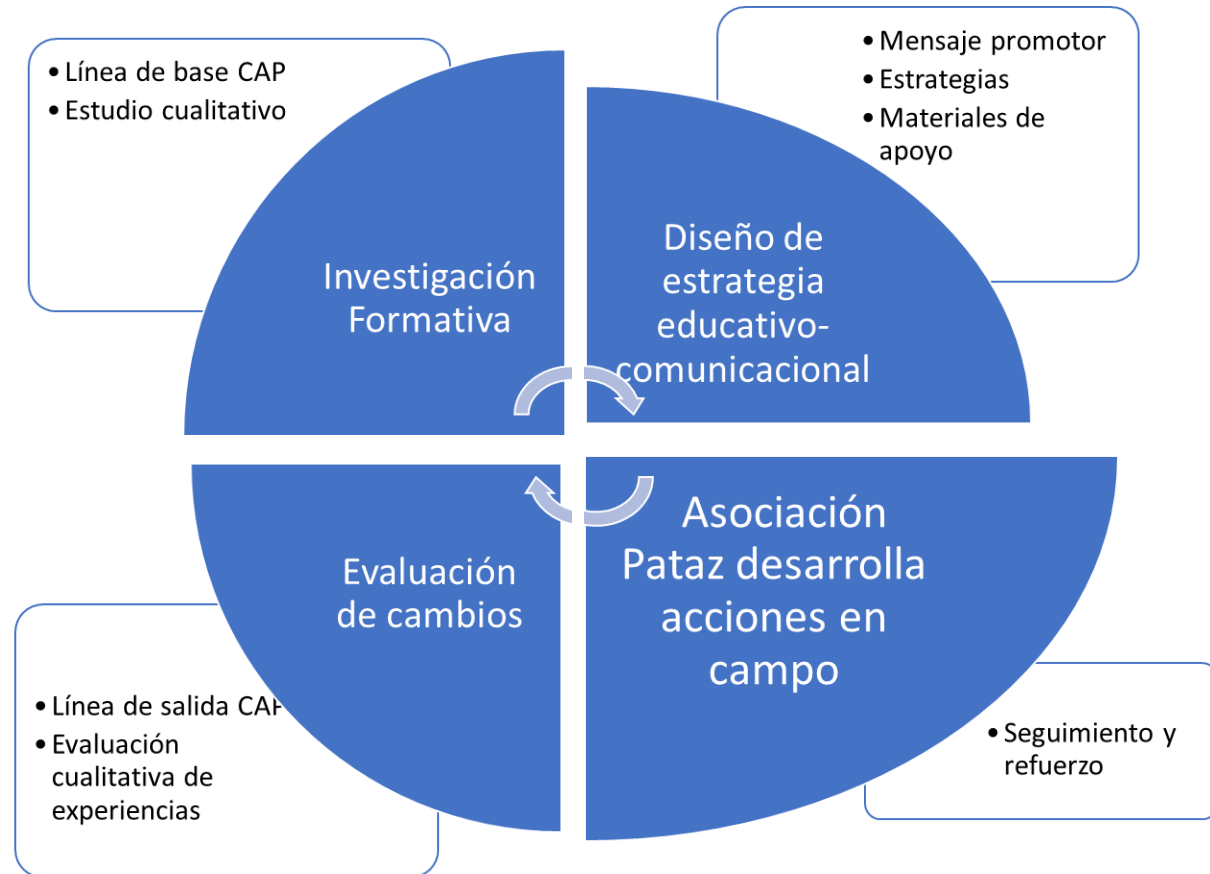 • Línea de base CAP
• Estudio cualitativo
Investigación
Formativa
• Mensaje promotor
• Estrategias
• Materiales de
apoyo
Diseño de
estrategia
educativo-
comunicacional
Asociación
Pataz desarrolla
acciones en
campo
• Seguimiento y
refuerzo
Evaluación
de cambios
• Línea de salida CAP
• Evaluación
cualitativa de
experiencias